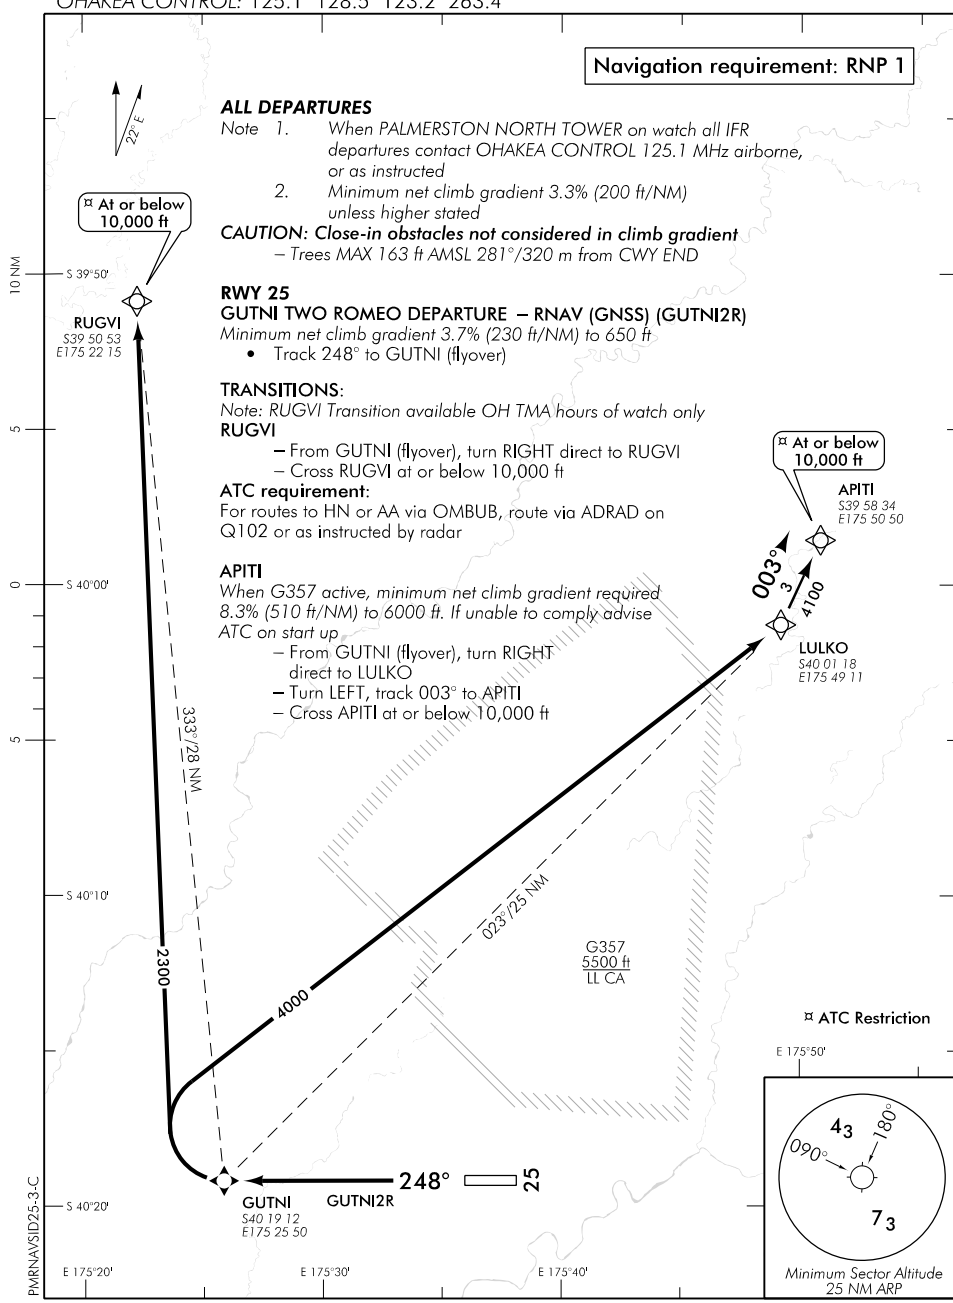 OHAKEA CONTROL: 125.1 128.5 123.2 263.4
Navigation requirement: RNP 1
22° E
ALL DEPARTURES
Note 1. When PALMERSTON NORTH TOWER on watch all IFR
departures contact OHAKEA CONTROL 125.1 MHz airborne,
or as instructed
2. Minimum net climb gradient 3.3% (200 ft/NM)
unless higher stated
CAUTION: Close-in obstacles not considered in climb gradient
– Trees MAX 163 ft AMSL 281°/320 m from CWY END
¤ At or below
10,000 ft
10 NM
S 39°50'
RUGVI
S39 50 53
E175 22 15
RWY 25
GUTNI TWO ROMEO DEPARTURE – RNAV (GNSS) (GUTNI2R)
Minimum net climb gradient 3.7% (230 ft/NM) to 650 ft
• Track 248° to GUTNI (flyover)
TRANSITIONS:
Note: RUGVI Transition available OH TMA hours of watch only
RUGVI
– From GUTNI (flyover), turn RIGHT direct to RUGVI
– Cross RUGVI at or below 10,000 ft
ATC requirement:
For routes to HN or AA via OMBUB, route via ADRAD on
Q102 or as instructed by radar
5
¤ At or below
10,000 ft
APITI
S39 58 34
E175 50 50
APITI
When G357 active, minimum net climb gradient required
8.3% (510 ft/NM) to 6000 ft. If unable to comply advise
ATC on start up
– From GUTNI (flyover), turn RIGHT
direct to LULKO
– Turn LEFT, track 003° to APITI
– Cross APITI at or below 10,000 ft
0
S 40°00'
003°
3
4100
LULKO
S40 01 18
E175 49 11
333°/28 NM
5
S 40°10'
023°/25 NM
2300
4000
G357
5500 ft
LL CA
¤ ATC Restriction
E 175°50'
43
090°
180°
73
Minimum Sector Altitude
25 NM ARP
248°
25
GUTNI2R
GUTNI
S40 19 12
E175 25 50
S 40°20'
E 175°20'
E 175°30'
E 175°40'
PMRNAVSID25-3-C